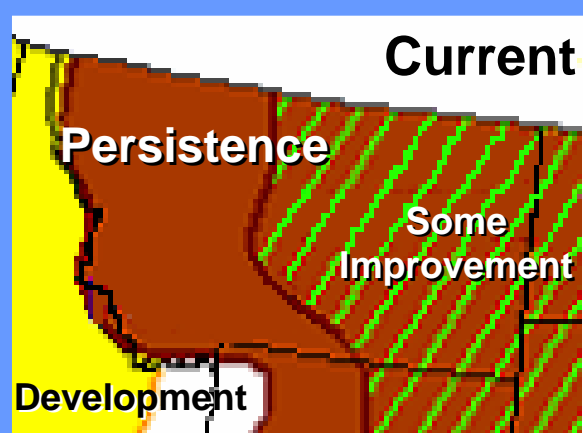 Current
Persistence
Some
Improvement
Development